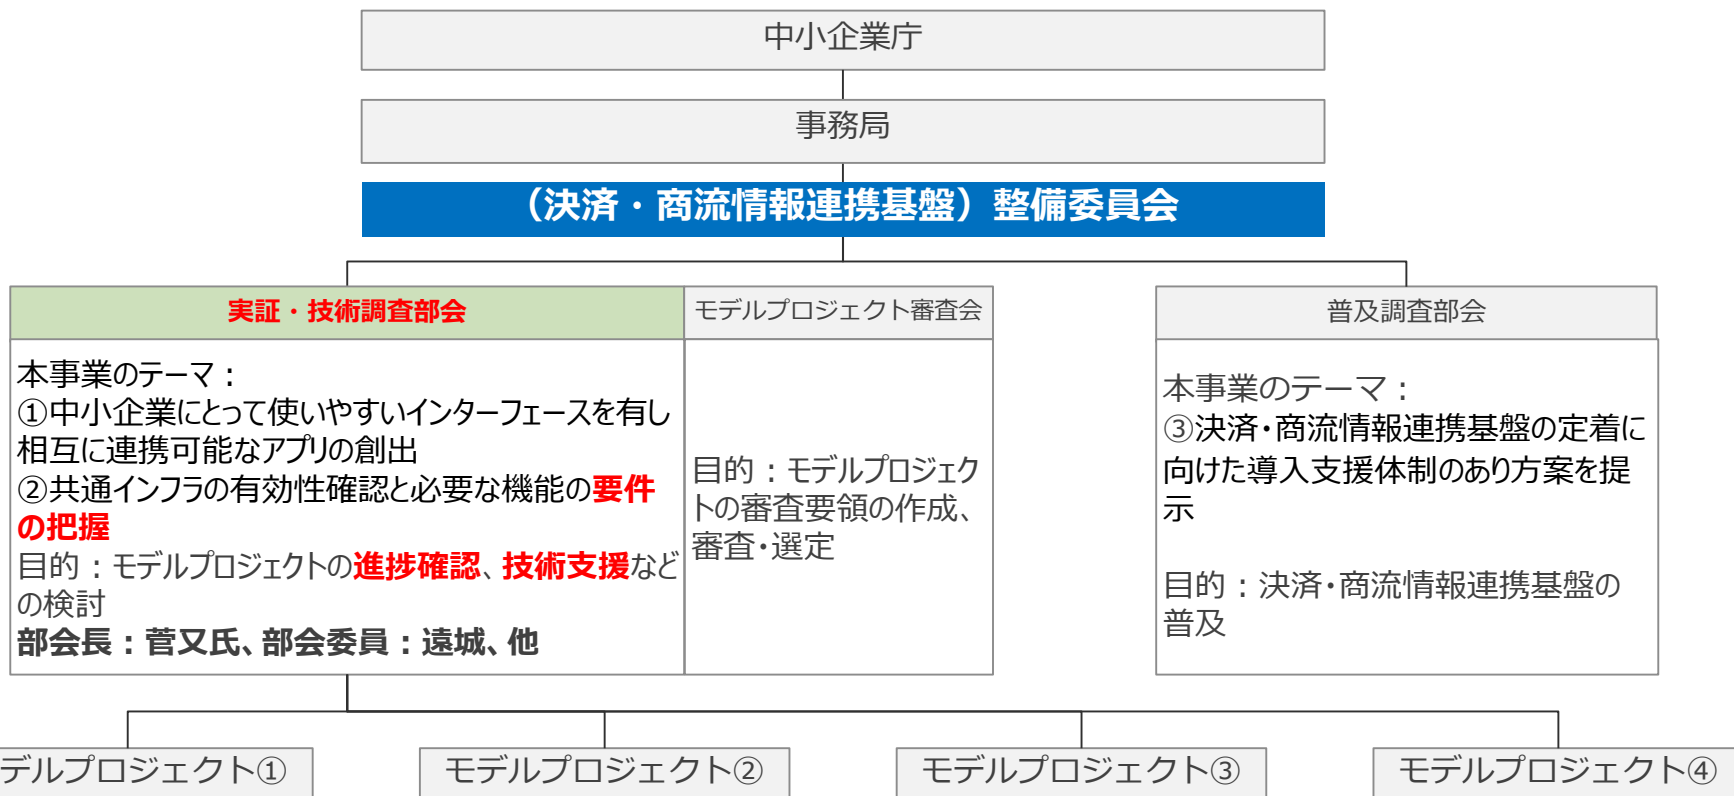 中小企業庁
事務局
（決済・商流情報連携基盤）整備委員会
実証・技術調査部会
モデルプロジェクト審査会
普及調査部会
本事業のテーマ：
①中小企業にとって使いやすいインターフェースを有し
相互に連携可能なアプリの創出
②共通インフラの有効性確認と必要な機能の要件
の把握
目的：モデルプロジェクトの進捗確認、技術支援など
の検討
部会長：菅又氏、部会委員：遠城、他
目的：モデルプロジェク
トの審査要領の作成、
審査・選定
本事業のテーマ：
③決済・商流情報連携基盤の定着に
向けた導入支援体制のあり方案を提
示
目的：決済・商流情報連携基盤の
普及
デルプロジェクト①
モデルプロジェクト②
モデルプロジェクト③
モデルプロジェクト④